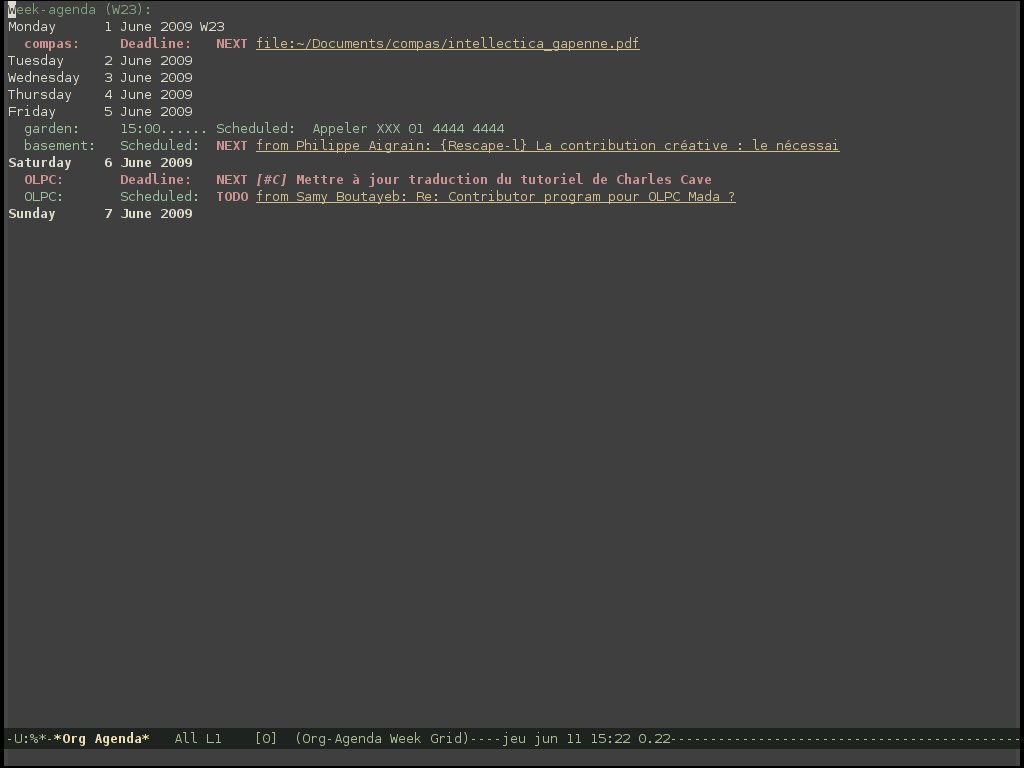 Week-agenda (W23):
Monday      1 June 2009 W23
  compas:     Deadline:   NEXT file:~/Documents/compas/intellectica_gapenne.pdf
Tuesday     2 June 2009
Wednesday   3 June 2009
Thursday    4 June 2009
Friday      5 June 2009
  garden:     15:00...... Scheduled:  Appeler XXX 01 4444 4444
  basement:   Scheduled:  NEXT from Philippe Aigrain: {Rescape-l} La contribution créative : le nécessai
Saturday    6 June 2009
  OLPC:       Deadline:   NEXT [#C] Mettre à jour traduction du tutoriel de Charles Cave
  OLPC:       Scheduled:  TODO from Samy Boutayeb: Re: Contributor program pour OLPC Mada ?
Sunday      7 June 2009
-U:%*-*Org Agenda*   All L1    [O]  (Org-Agenda Week Grid)----jeu jun 11 15:22 0.22--------------------------------------------